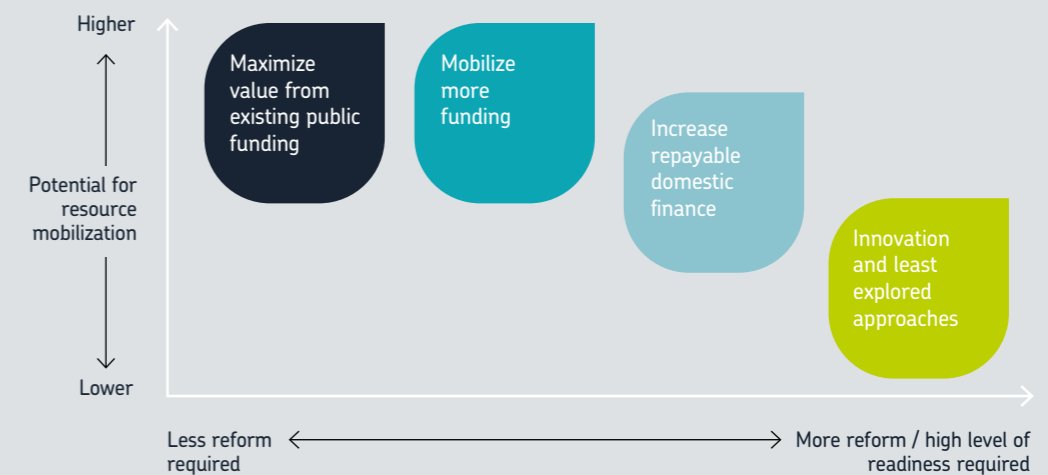 Higher
Potential for
resource
mobilization
Lower
Maximize
value from
existing public
funding
Mobilize
more
funding
Increase
repayable
domestic
finance
Innovation
and least
explored
approaches
Less reform
required
More reform / high level of
readiness required